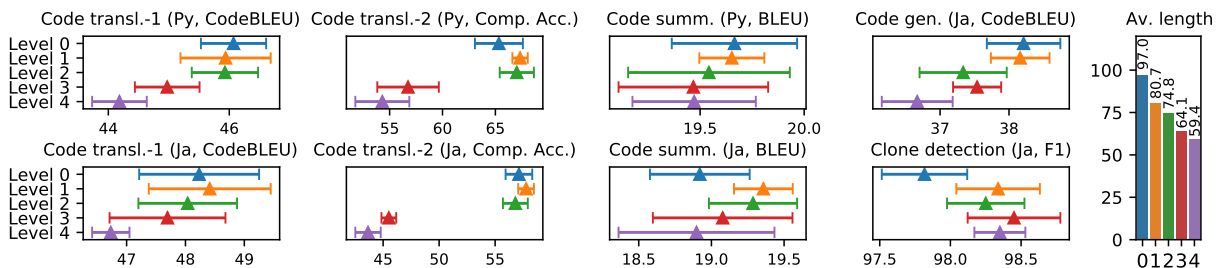 Code transl.-1 (Py, CodeBLEU) Code transl.-2 (Py, Comp. Acc.) Code summ. (Py, BLEU) Code gen. (Ja, CodeBLEU) Av. length
Level 0
Level 1
Level 2
Level 3
Level 4
44 46 55 60 65 19.5 20.0 37 38
Code transl.-1 (Ja, CodeBLEU) Code transl.-2 (Ja, Comp. Acc.) Code summ. (Ja, BLEU) Clone detection (Ja, F1)
Level 0
Level 1
Level 2
Level 3
Level 4
47 48 49 45 50 55 18.5 19.0 19.5 97.5 98.0 98.5
100
75
50
25
0
97.0 80.7 74.8 64.1 59.4
0 1 2 3 4